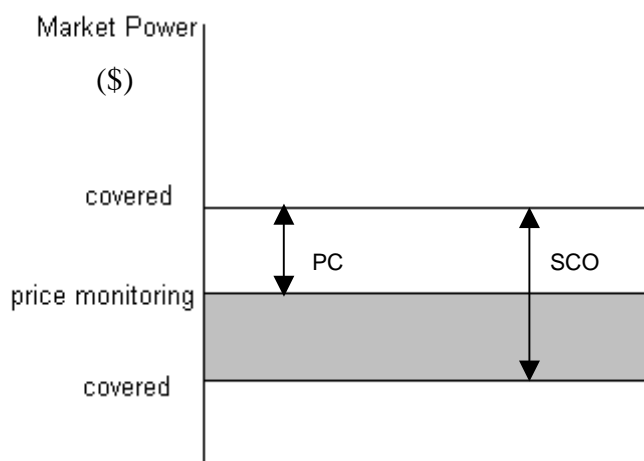 Market Power
($)
covered
PC
SCO
price monitoring
covered